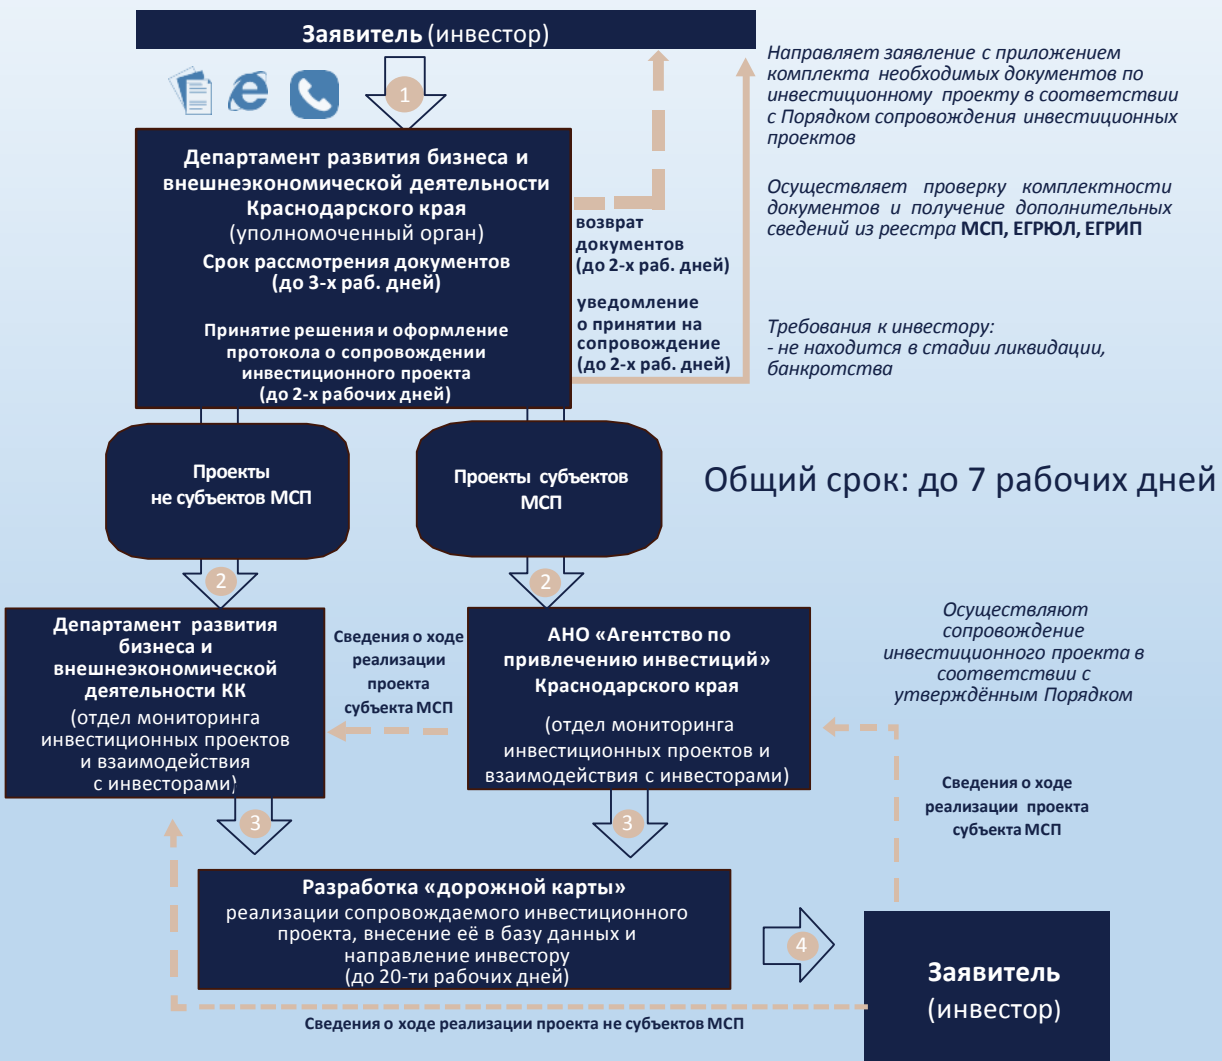 Заявитель (инвестор)
1
Направляет заявление с приложением
комплекта необходимых документов по
инвестиционному проекту в соответствии
с Порядком сопровождения инвестиционных
проектов
Департамент развития бизнеса и
внешнеэкономической деятельности
Краснодарского края
(уполномоченный орган)
Срок рассмотрения документов
(до 3-х раб. дней)
Принятие решения и оформление
протокола о сопровождении
инвестиционного проекта
(до 2-х рабочих дней)
возврат
документов
(до 2-х раб. дней)
уведомление
о принятии на
сопровождение
(до 2-х раб. дней)
Осуществляет проверку комплектности
документов и получение дополнительных
сведений из реестра МСП, ЕГРЮЛ, ЕГРИП
Требования к инвестору:
- не находится в стадии ликвидации,
банкротства
Проекты
не субъектов МСП
Проекты субъектов
МСП
Общий срок: до 7 рабочих дней
2
2
Департамент развития
бизнеса и
внешнеэкономической
деятельности КК
(отдел мониторинга
инвестиционных проектов
и взаимодействия
с инвесторами)
Сведения о ходе
реализации
проекта
субъекта МСП
АНО «Агентство по
привлечению инвестиций»
Краснодарского края
(отдел мониторинга
инвестиционных проектов и
взаимодействия с инвесторами)
Осуществляют
сопровождение
инвестиционного проекта в
соответствии с
утверждённым Порядком
Сведения о ходе
реализации проекта
субъекта МСП
3
3
Разработка «дорожной карты»
реализации сопровождаемого инвестиционного
проекта, внесение её в базу данных и
направление инвестору
(до 20-ти рабочих дней)
4
Заявитель
(инвестор)
Сведения о ходе реализации проекта не субъектов МСП